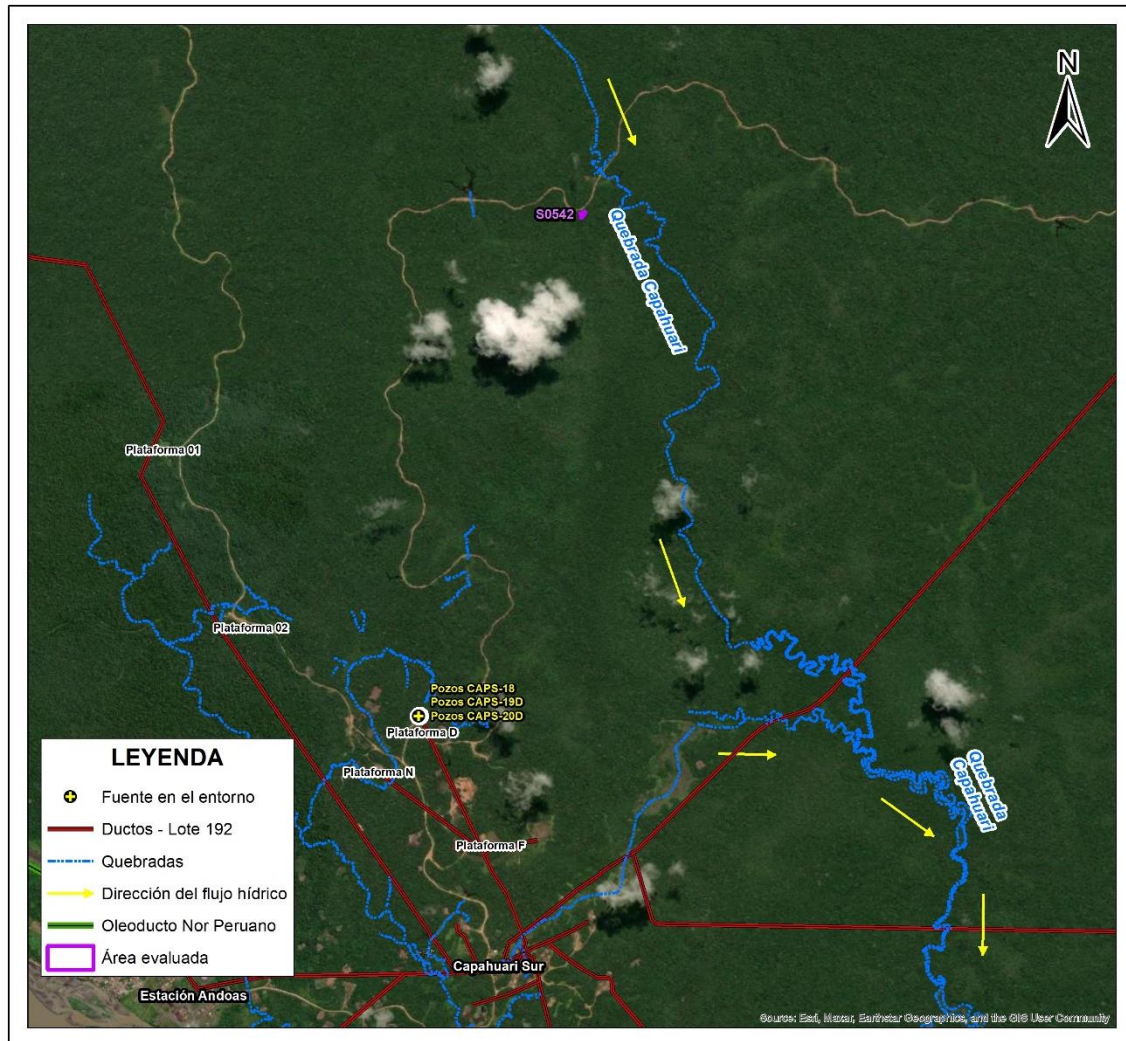 N
S0542
Quebrada Capahuari
Plataforma 01
Plataforma 02
Pozos CAPS-18
Pozos CAPS-19D
Pozos CAPS-20D
Plataforma D
Plataforma N
Plataforma F
Quebrada
Capahuari
Capahuari Sur
Estación Andoas
LEYENDA
Fuente en el entorno
Ductos - Lote 192
Quebradas
Dirección del flujo hídrico
Oleoducto Nor Peruano
Área evaluada
Source: Esri, Maxar, Earthstar Geographics, and the GIS User Community